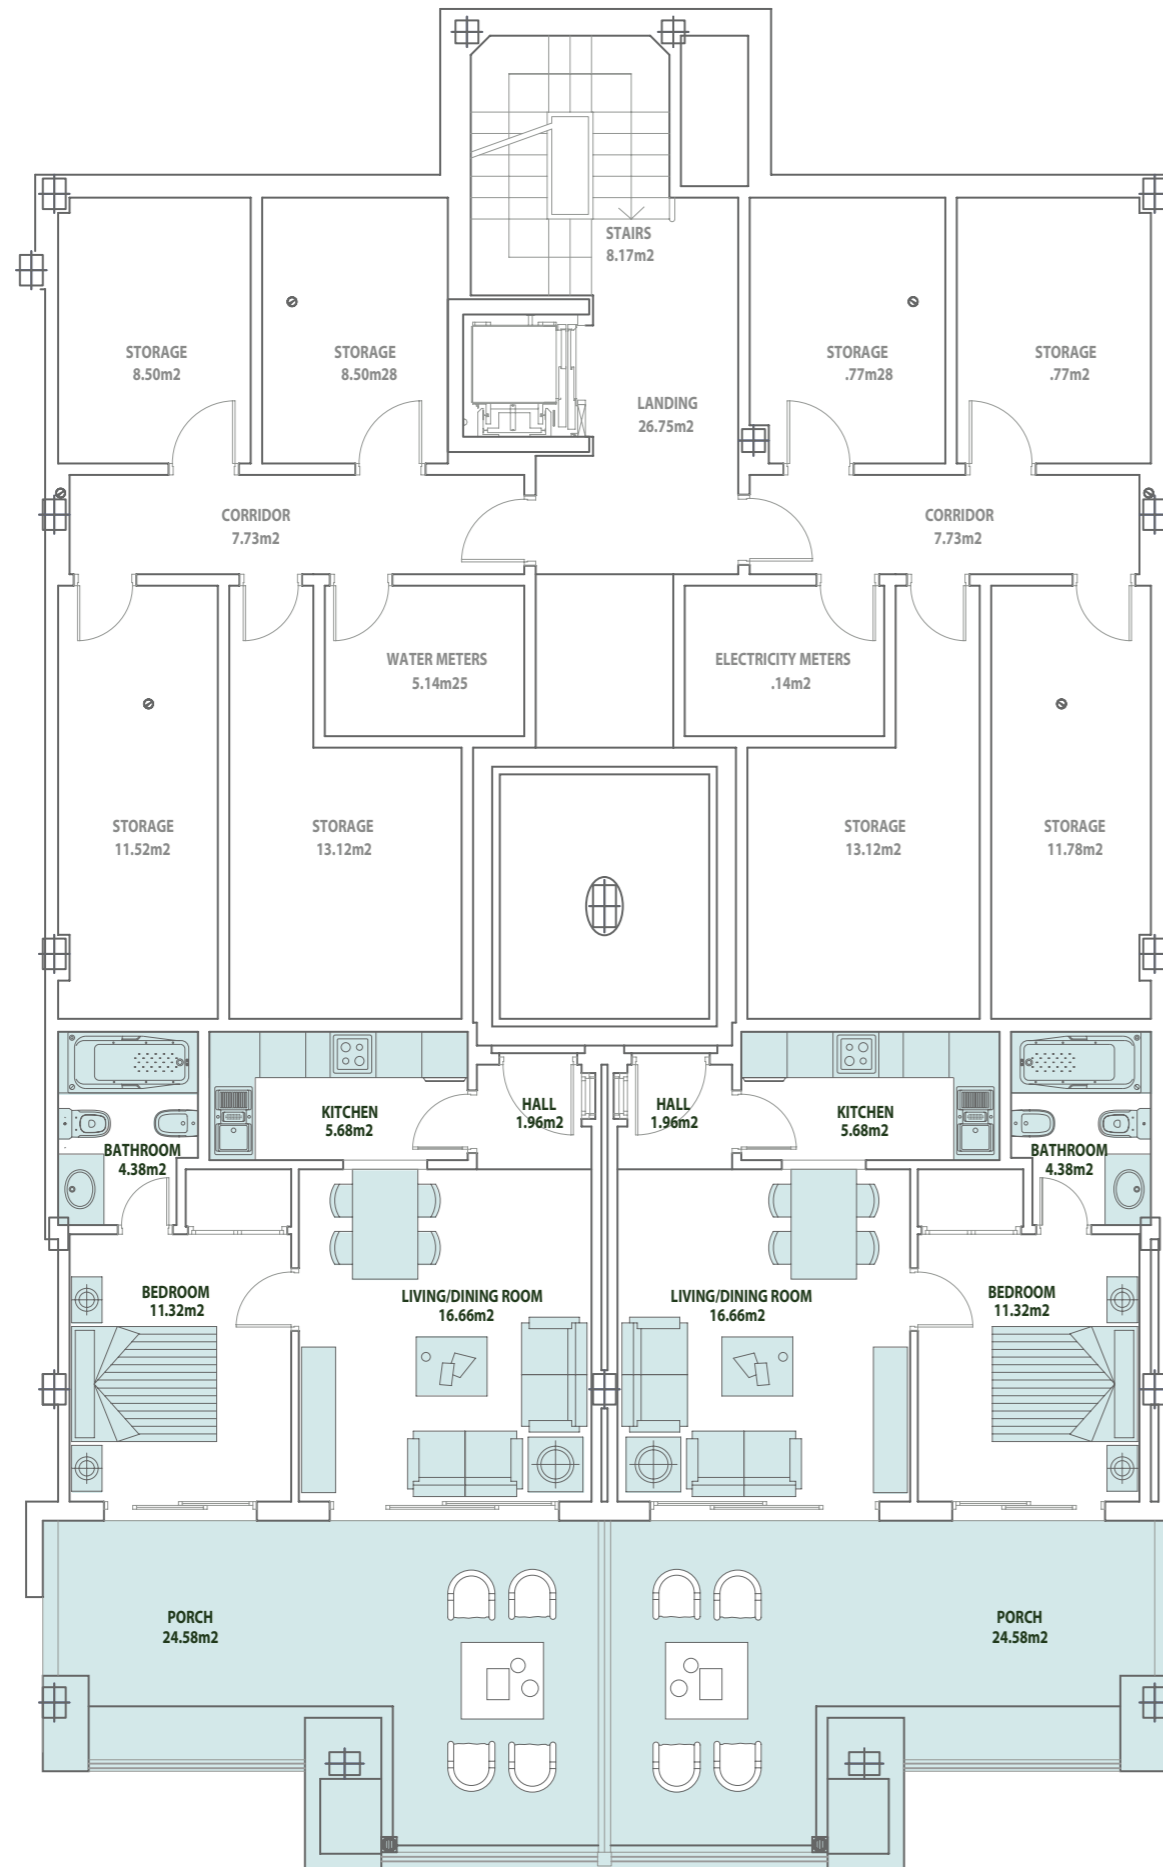 STAIRS
8.17m2
STORAGE
8.50m2
STORAGE
8.50m28
STORAGE
.77m28
STORAGE
.77m2
LANDING
26.75m2
CORRIDOR
7.73m2
CORRIDOR
7.73m2
WATER METERS
5.14m25
ELECTRICITY METERS
.14m2
STORAGE
11.52m2
STORAGE
13.12m2
STORAGE
13.12m2
STORAGE
11.78m2
KITCHEN
5.68m2
HALL
1.96m2
HALL
1.96m2
KITCHEN
5.68m2
BATHROOM
4.38m2
BATHROOM
4.38m2
BEDROOM
11.32m2
LIVING/DINING ROOM
16.66m2
LIVING/DINING ROOM
16.66m2
BEDROOM
11.32m2
PORCH
24.58m2
PORCH
24.58m2